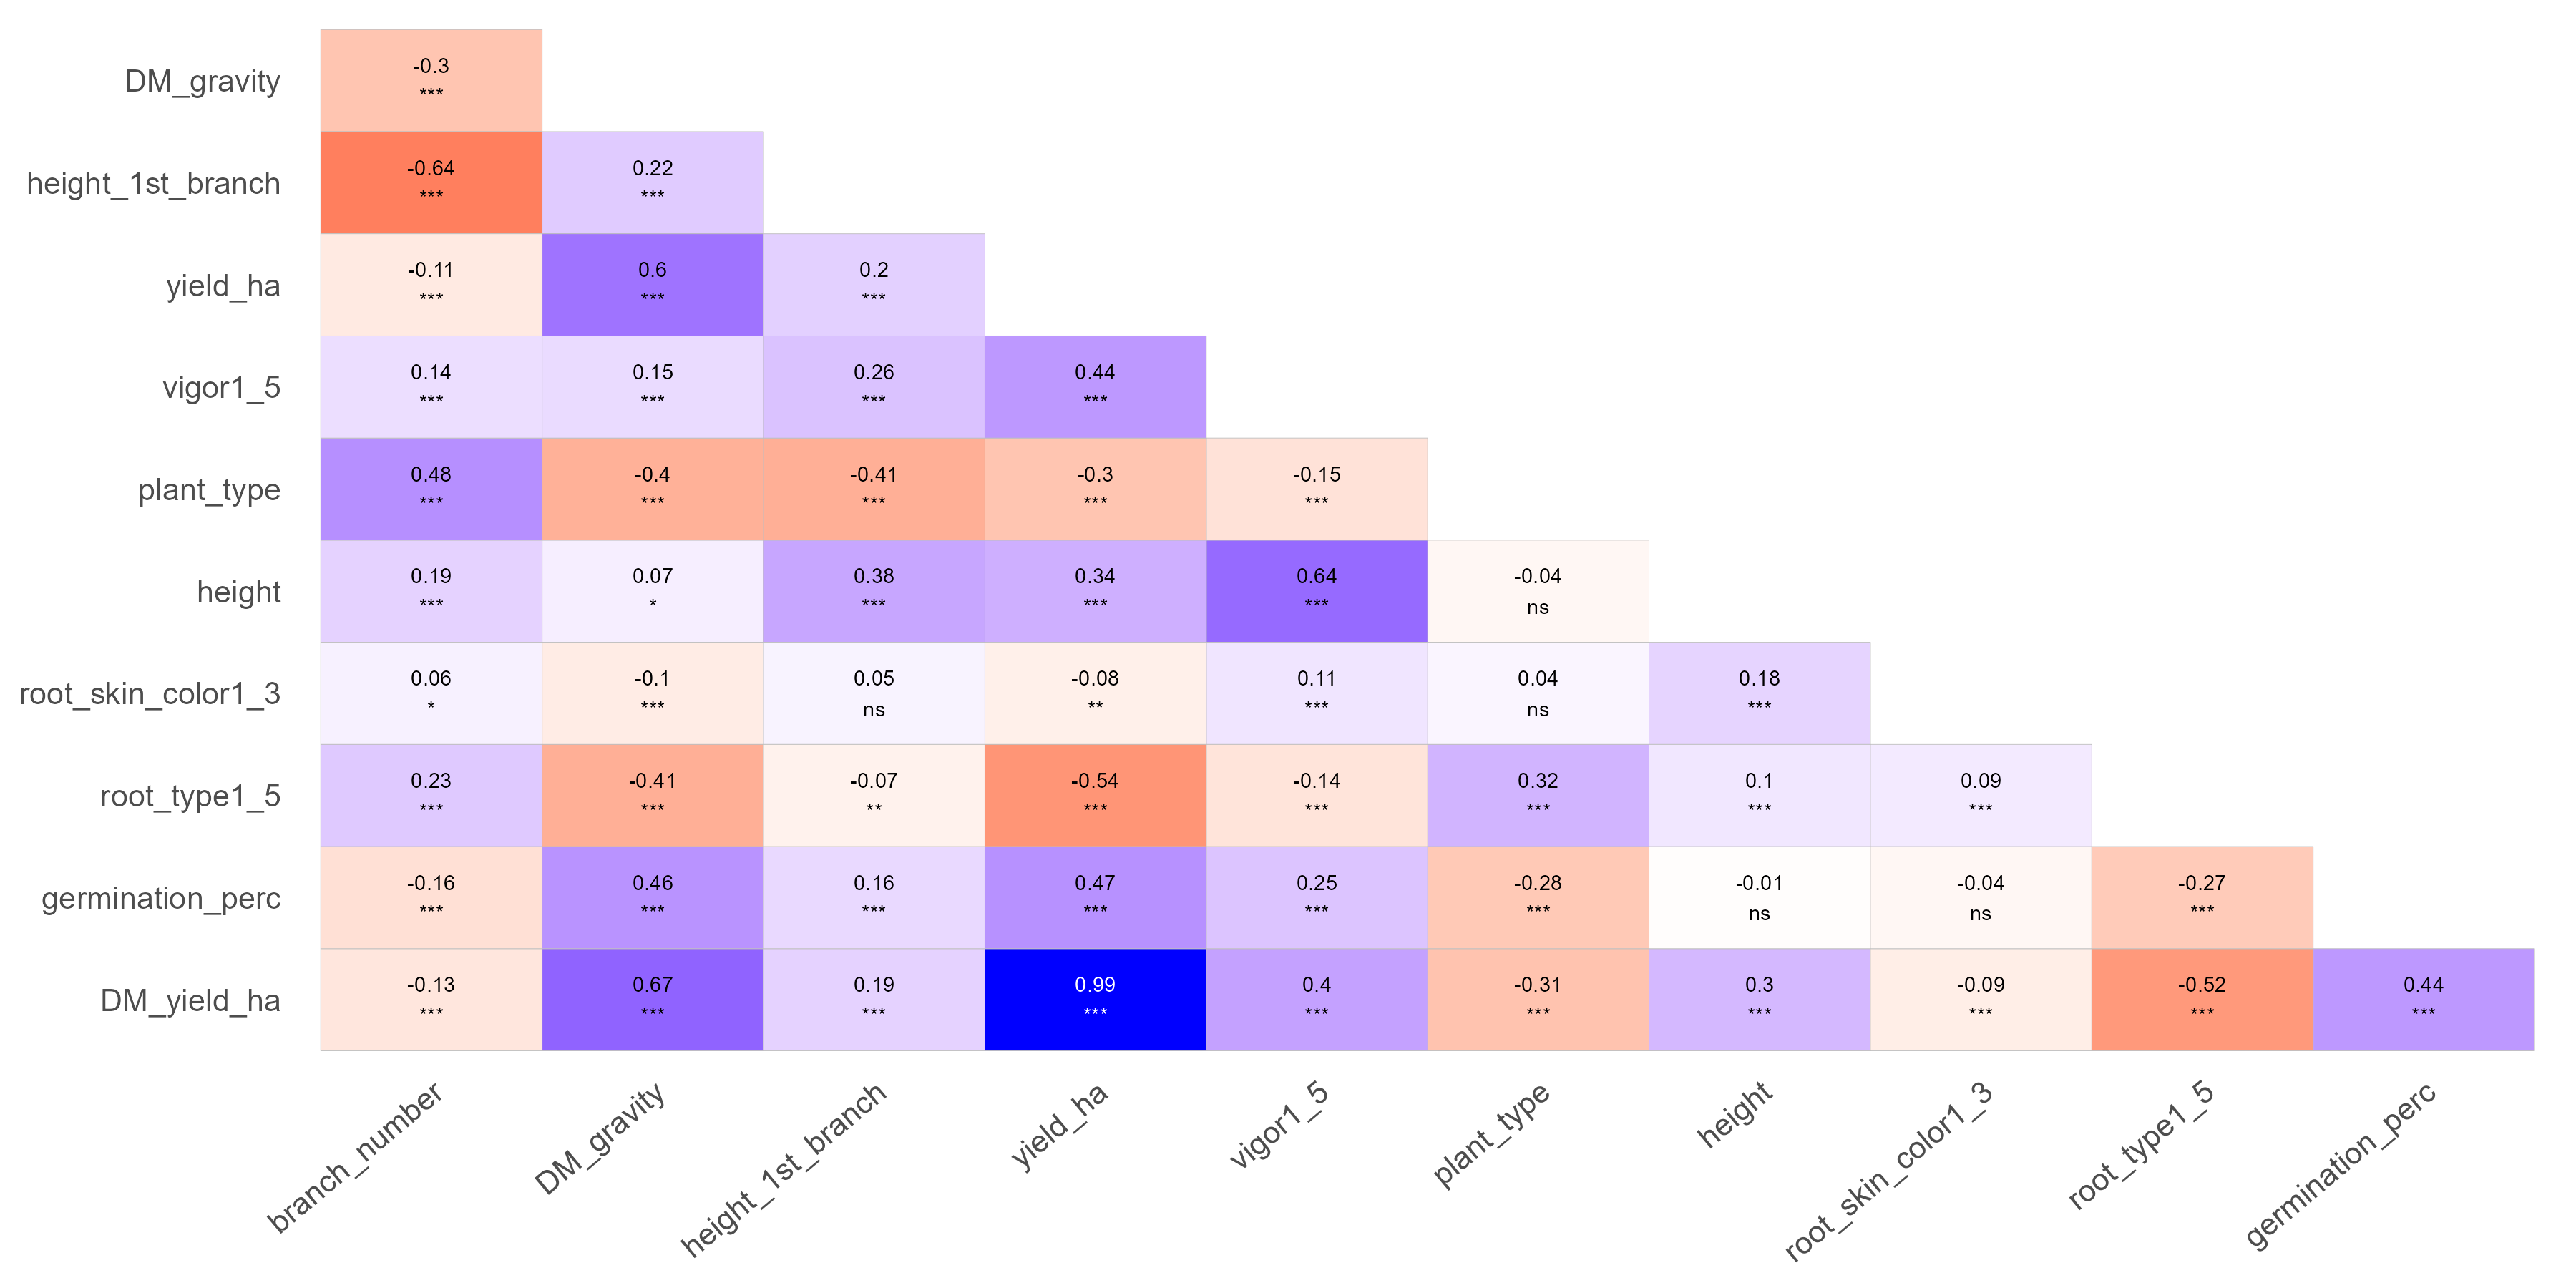 DM_gravity
-0.3
***
height_1st_branch
-0.64 0.22
*** ***
yield_ha
-0.11 0.6 0.2
*** *** ***
vigor1_5
0.14 0.15 0.26 0.44
*** *** *** ***
plant_type
0.48 -0.4 -0.41 -0.3 -0.15
*** *** *** *** ***
height
0.19 0.07 0.38 0.34 0.64 -0.04
*** * *** *** *** ns
root_skin_color1_3
0.06 -0.1 0.05 -0.08 0.11 0.04 0.18
* *** ns ** *** ns ***
root_type1_5
0.23 -0.41 -0.07 -0.54 -0.14 0.32 0.1 0.09
*** *** ** *** *** *** *** ***
germination_perc
-0.16 0.46 0.16 0.47 0.25 -0.28 -0.01 -0.04 -0.27
*** *** *** *** *** *** ns ns ***
DM_yield_ha
-0.13 0.67 0.19 0.99 0.4 -0.31 0.3 -0.09 -0.52 0.44
*** *** *** *** *** *** *** *** *** ***
branch_number
DM_gravity
height_1st_branch
yield_ha
vigor1_5
plant_type
height
root_skin_color1_3
root_type1_5
germination_perc